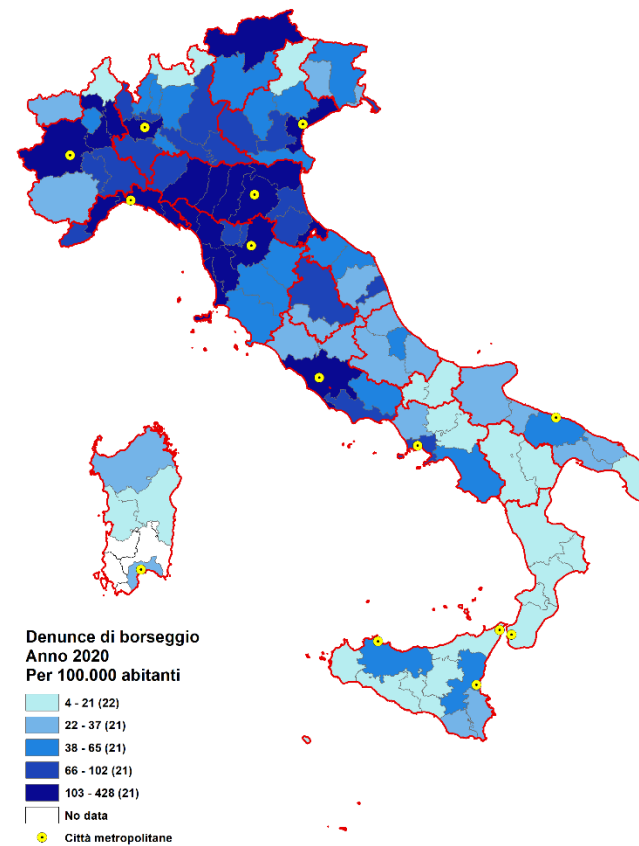 Denunce di borseggio
Anno 2020
Per 100.000 abitanti
4 - 21 (22)
22 - 37 (21)
38 - 65 (21)
66 - 102 (21)
103 - 428 (21)
No data
Città metropolitane